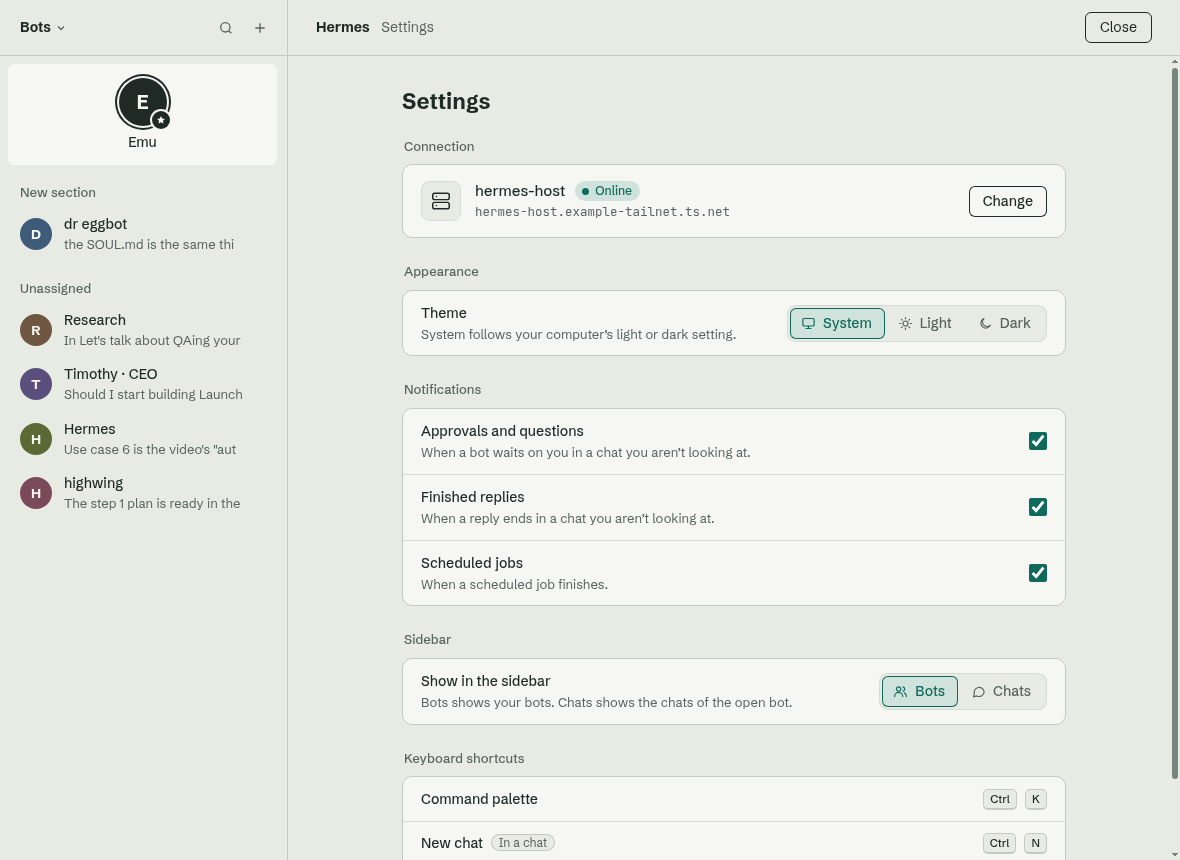 Bots
Hermes Settings
Close
E
Emu
New section
D
dr eggbot
the SOUL.md is the same thi
Unassigned
R
Research
In Let's talk about QAing your
T
Timothy · CEO
Should I start building Launch
H
Hermes
Use case 6 is the video's "aut
H
highwing
The step 1 plan is ready in the
Settings
Connection
hermes-host Online
hermes-host.example-tailnet.ts.net
Change
Appearance
Theme
System follows your computer's light or dark setting.
System Light Dark
Notifications
Approvals and questions
When a bot waits on you in a chat you aren't looking at.
Finished replies
When a reply ends in a chat you aren't looking at.
Scheduled jobs
When a scheduled job finishes.
Sidebar
Show in the sidebar
Bots shows your bots. Chats shows the chats of the open bot.
Bots Chats
Keyboard shortcuts
Command palette Ctrl K
New chat In a chat Ctrl N